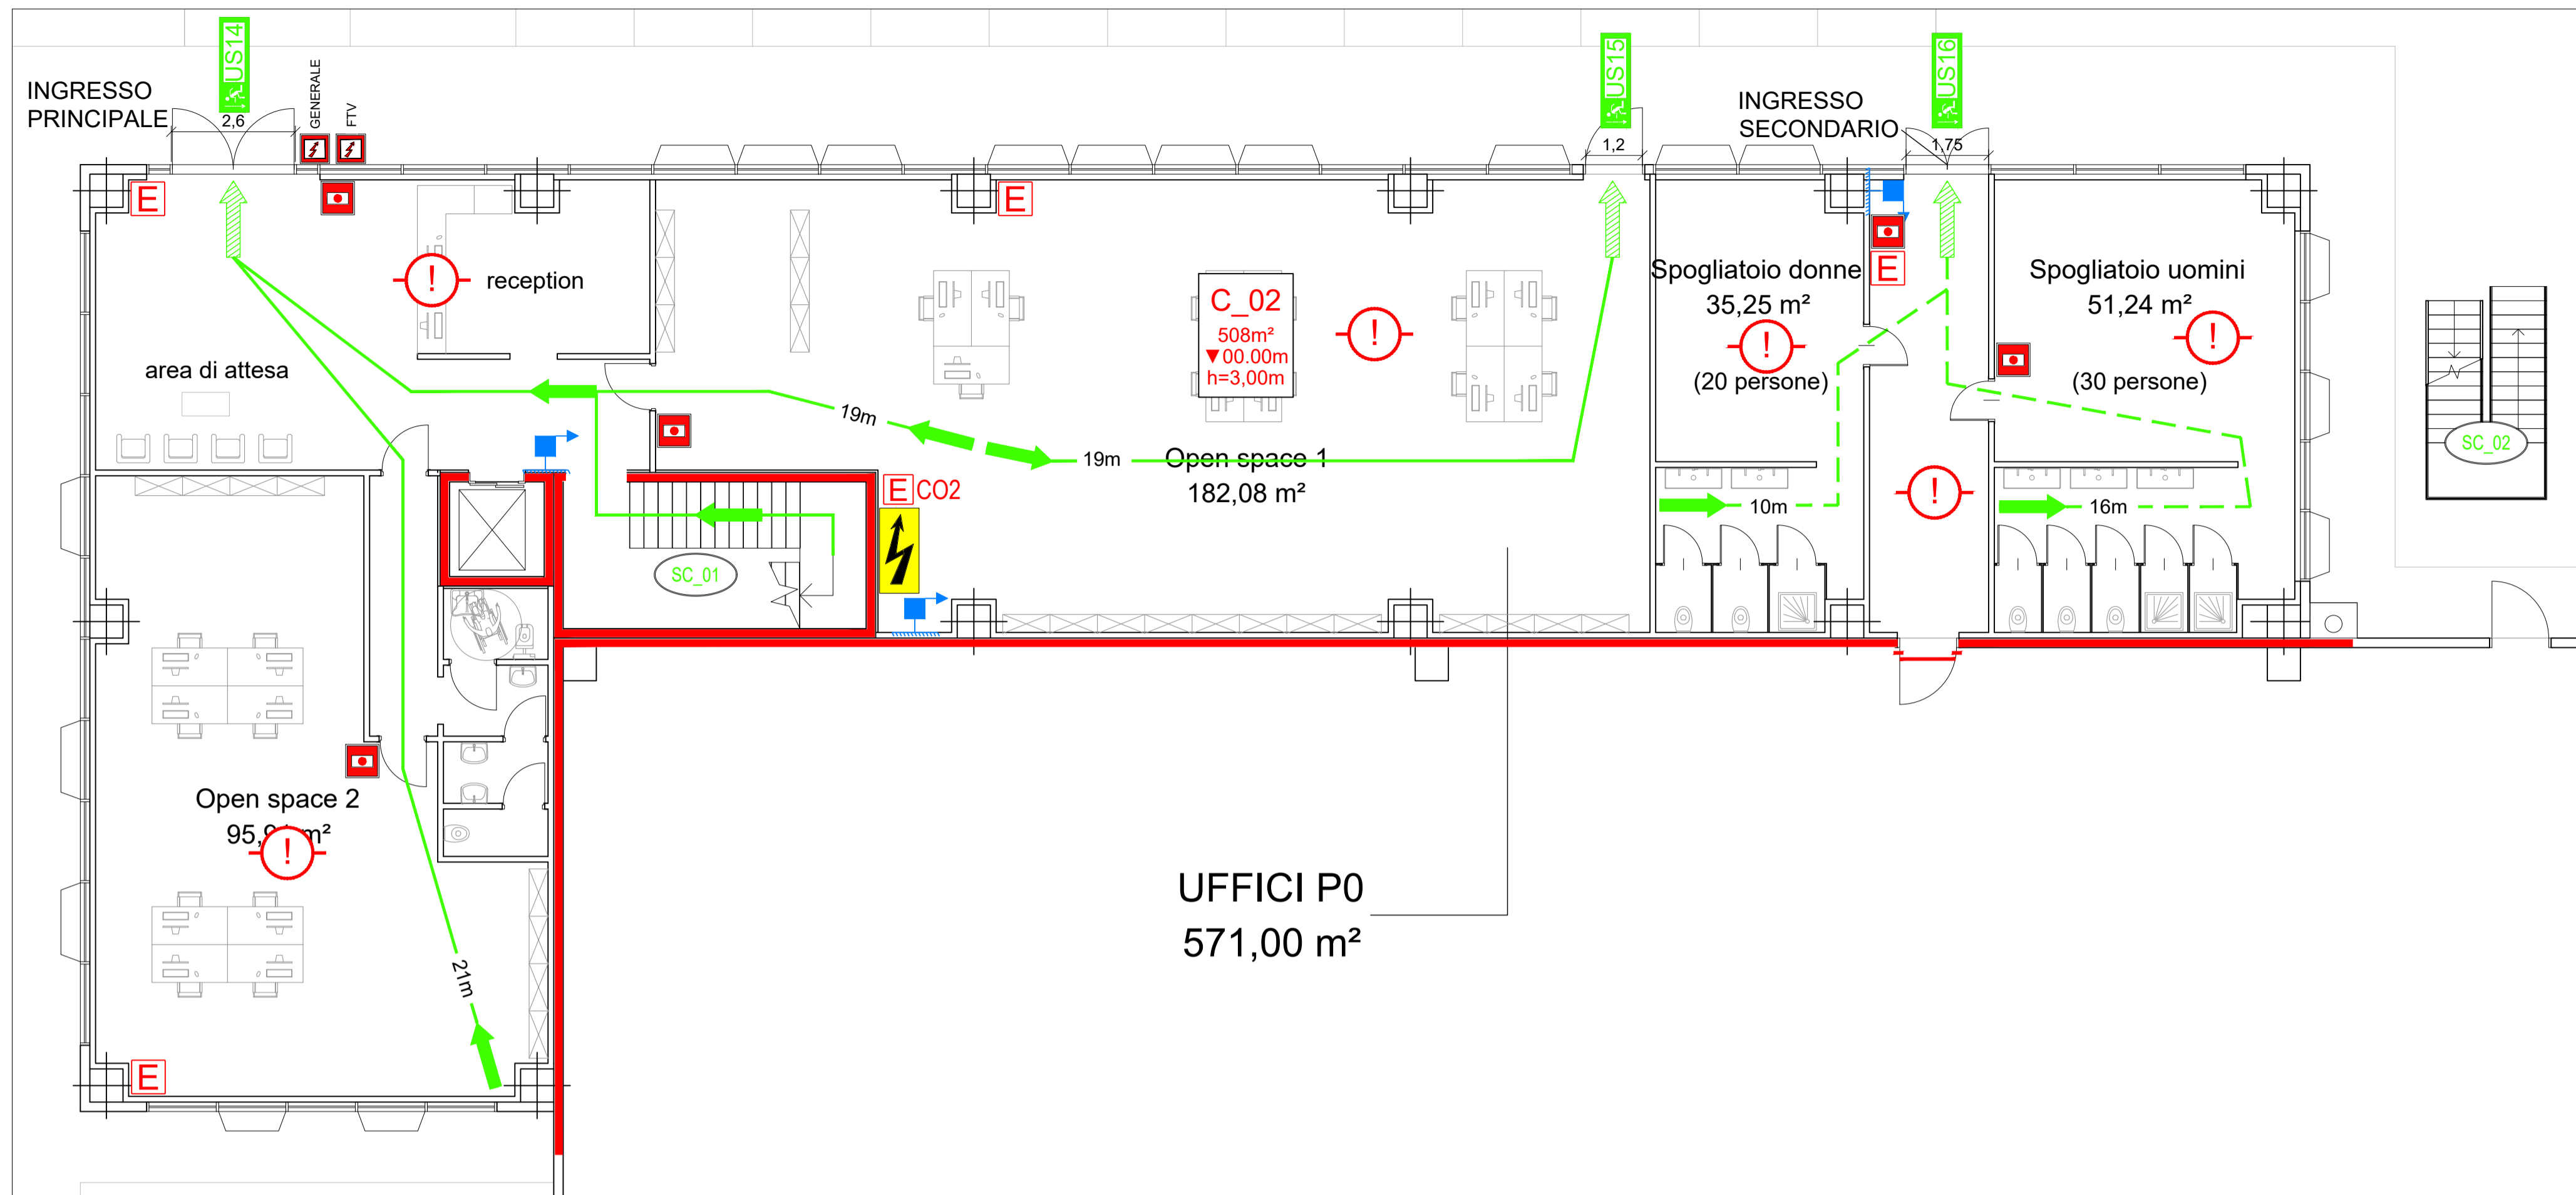 US14
US15
US16
INGRESSO
PRINCIPALE
2,6
GENERALE
FTV
1,2
INGRESSO
SECONDARIO
1,75
E
E
E
!
reception
area di attesa
C_02
508m²
▼00.00m
h=3,00m
!
Spogliatoio donne
35,25 m²
!
(20 persone)
Spogliatoio uomini
51,24 m²
!
(30 persone)
19m
19m
Open space 1
182,08 m²
E CO2
SC_01
10m
!
16m
SC_02
Open space 2
m²
!
21m
E
UFFICI P0
571,00 m²